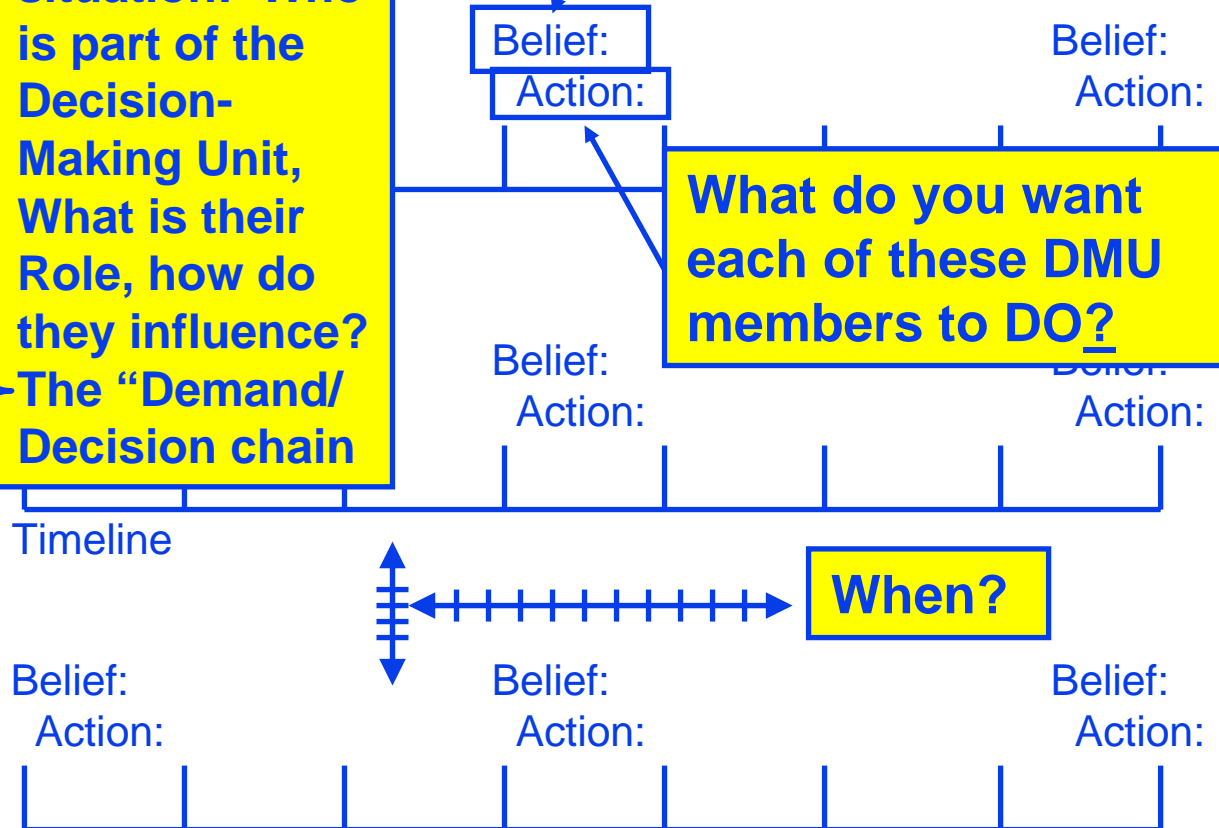 is part of the
Decision-
Making Unit,
What is their
Role, how do
they influence?
The “Demand/
Decision chain
Belief:
Action:
Belief:
Action:
What do you want
each of these DMU
members to DO?
Belief:
Action:
Action:
Timeline
When?
Belief:
Action:
Belief:
Action:
Belief:
Action: